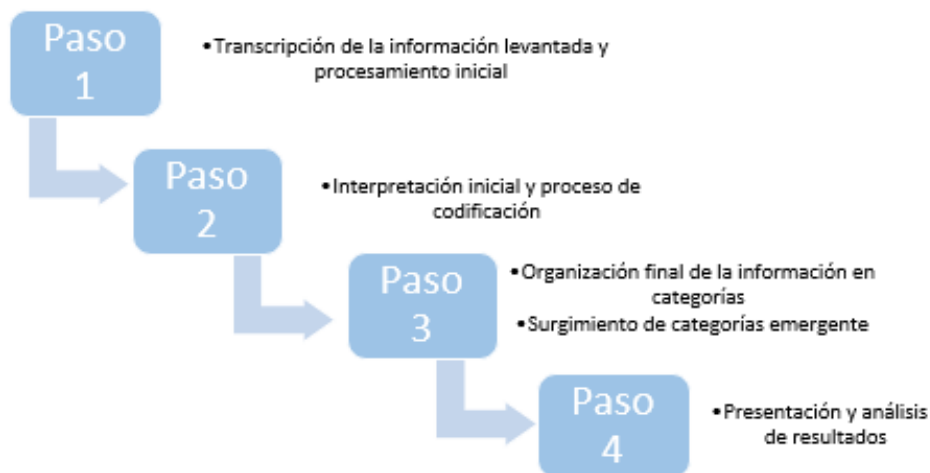 Paso
1
•Transcripción de la información levantada y
procesamiento inicial
Paso
2
•Interpretación inicial y proceso de
codificación
Paso
3
•Organización final de la información en
categorías
•Surgimiento de categorías emergente
Paso
4
•Presentación y análisis
de resultados